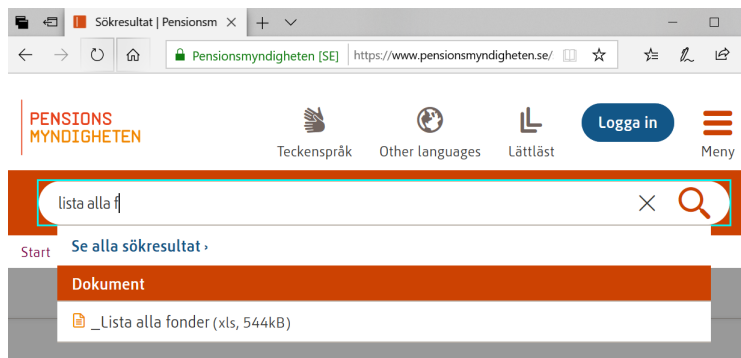 Sökresultat | Pensionsm
Pensionsmyndigheten [SE] https://www.pensionsmyndigheten.se/
PENSIONS
MYNDIGHETEN
Teckenspråk Other languages Lättläst Logga in Meny
lista alla f
Start
Se alla sökresultat ›
Dokument
_Lista alla fonder (xls, 544kB)